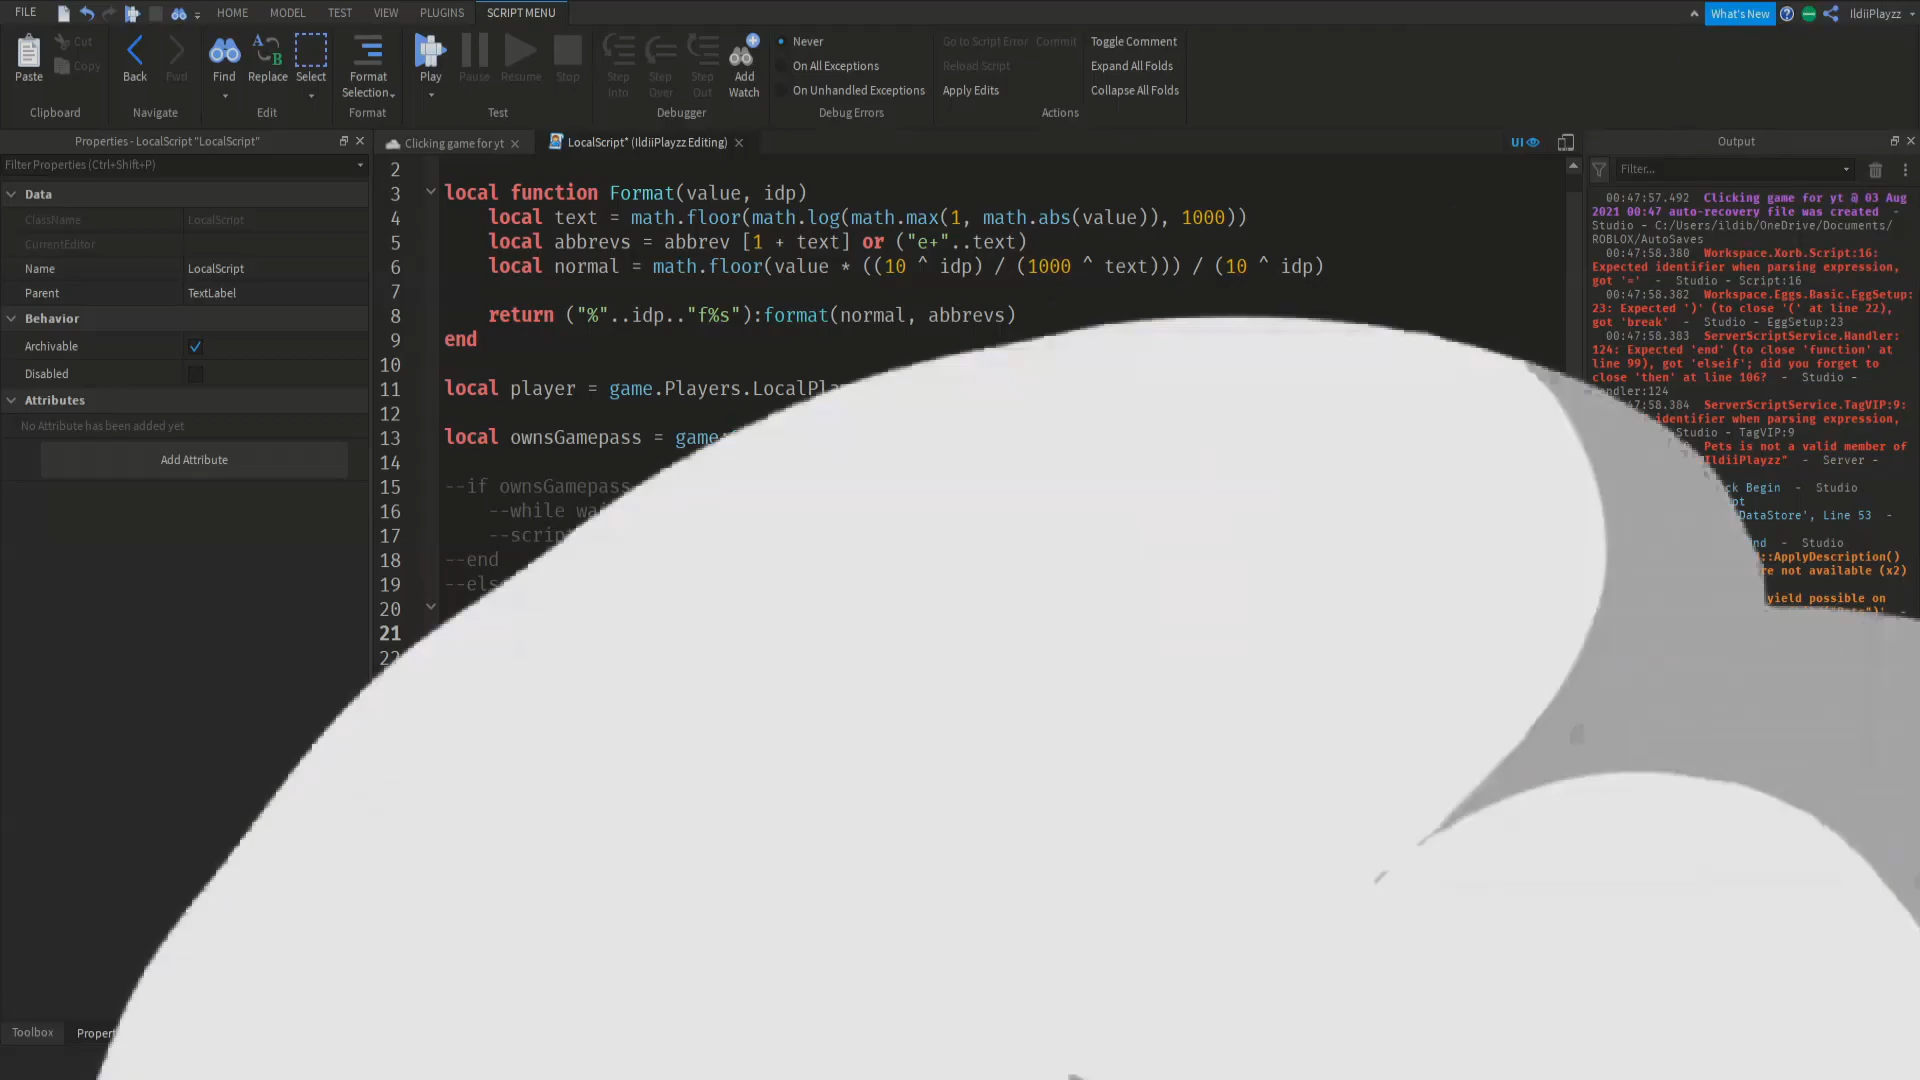 FILE HOME MODEL TEST VIEW PLUGINS SCRIPT MENU What's New IldiiPlayzz
Paste Cut Copy Back Fwd Find Replace Select Format Selection Play Pause Resume Stop Step Into Step Over Step Out Add Watch
Never Go to Script Error Commit Toggle Comment
On All Exceptions Reload Script Expand All Folds
On Unhandled Exceptions Apply Edits Collapse All Folds
Clipboard Navigate Edit Format Test Debugger Debug Errors Actions
Properties - LocalScript "LocalScript"
Filter Properties (Ctrl+Shift+P)
Data
ClassName LocalScript
CurrentEditor
Name LocalScript
Parent TextLabel
Behavior
Archivable
Disabled
Attributes
No Attribute has been added yet
Add Attribute
Toolbox
Clicking game for yt LocalScript* (IldiiPlayzz Editing) UI
2
3 local function Format(value, idp)
4 local text = math.floor(math.log(math.max(1, math.abs(value)), 1000))
5 local abbrevs = abbrev [1 + text] or ("e+"..text)
6 local normal = math.floor(value * ((10 ^ idp) / (1000 ^ text))) / (10 ^ idp)
7
8 return ("%"..idp.."f%s"):format(normal, abbrevs)
9 end
10
11 local player = game.Players.LocalPla
12
13 local ownsGamepass = game
14
15 --if ownsGamepass
16 --while wa
17 --scrip
18 --end
19 --els
20
21
22
Output
Filter...
00:47:57.492 Clicking game for yt @ 03 Aug
2021 00:47 auto-recovery file was created -
Studio - C:/Users/ildib/OneDrive/Documents/
ROBLOX/AutoSaves
00:47:58.380 Workspace.Xorb.Script:16:
Expected identifier when parsing expression,
got '=' - Studio - Script:16
00:47:58.382 Workspace.Eggs.Basic.EggSetup:
23: Expected ')' (to close '(' at line 22),
got 'break' - Studio - EggSetup:23
00:47:58.383 ServerScriptService.Handler:
124: Expected 'end' (to close 'function' at
line 99), got 'elseif'; did you forget to
close 'then' at line 106? - Studio -
endler:124
58.384 ServerScriptService.TagVIP:9:
identifier when parsing expression,
Studio - TagVIP:9
Pets is not a valid member of
IldiiPlayzz" - Server -
ck Begin - Studio
pt
DataStore', Line 53 -
nd - Studio
::ApplyDescription()
re not available (x2)
yield possible on